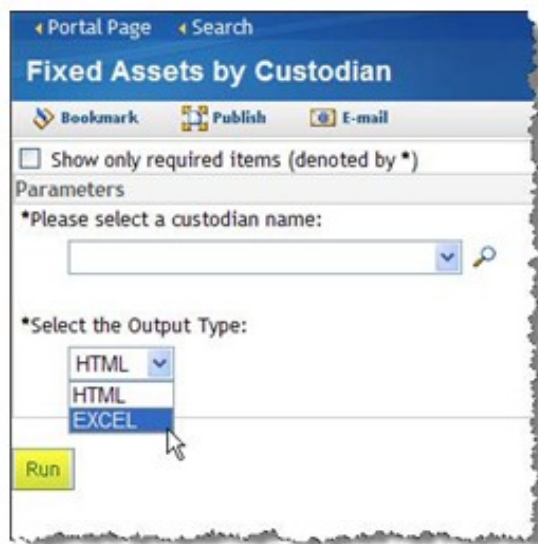 Portal Page Search
Fixed Assets by Custodian
Bookmark Publish E-mail
Show only required items (denoted by *)
Parameters
*Please select a custodian name:
*Select the Output Type:
HTML
HTML
EXCEL
Run